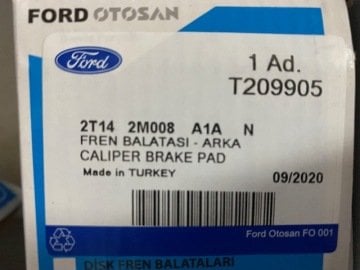 FORD OTOSAN
Ford
1 Ad.
T209905
2T14 2M008 A1A N
FREN BALATASI - ARKA
CALIPER BRAKE PAD
Made in TURKEY
09/2020
Ford Otosan FO 001
DİSK FREN BALATALARI